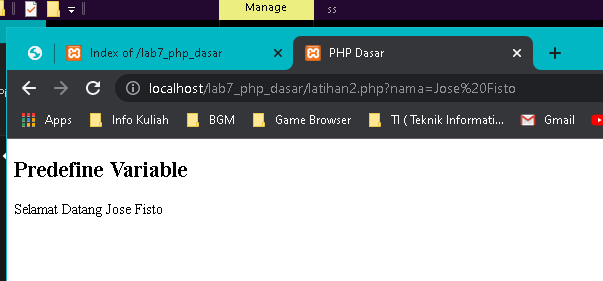 Manage
ss
Index of /lab7_php_dasar
PHP Dasar
localhost/lab7_php_dasar/latihan2.php?nama=Jose%20Fisto
Apps Info Kuliah BGM Game Browser TI ( Teknik Informati... Gmail
Predefine Variable
Selamat Datang Jose Fisto